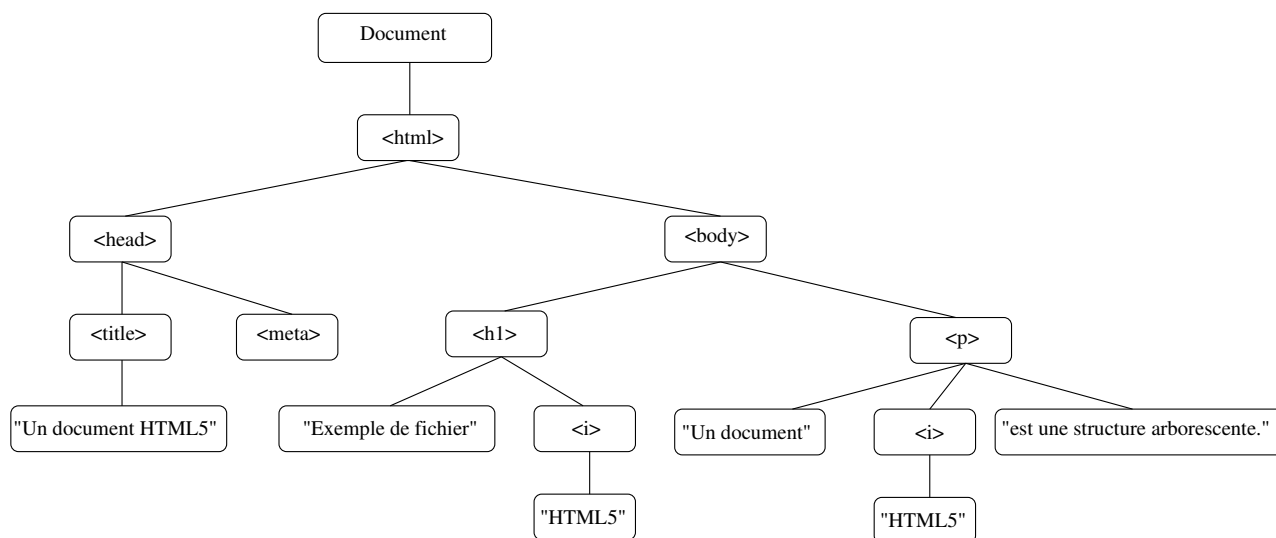 Document
<html>
<head>
<body>
<title>
<meta>
<h1>
<p>
"Un document HTML5"
"Exemple de fichier"
<i>
"Un document"
<i>
"est une structure arborescente."
"HTML5"
"HTML5"